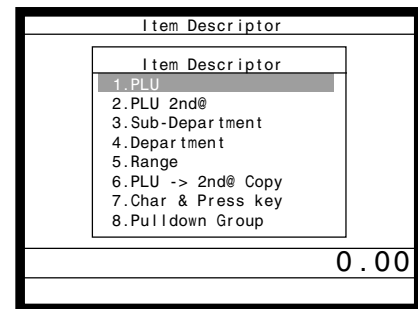 Item Descriptor
Item Descriptor
1.PLU
2.PLU 2nd@
3.Sub-Department
4.Department
5.Range
6.PLU -> 2nd@ Copy
7.Char & Press key
8.Pulldown Group
0.00